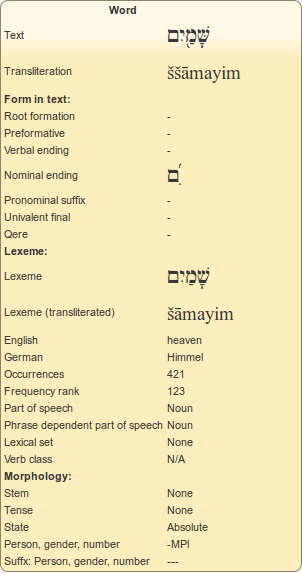 Word
Text שָּׁמַ֖יִם
Transliteration ššāmayim
Form in text:
Root formation -
Preformative -
Verbal ending -
Nominal ending
Pronominal suffix -
Univalent final -
Qere -
Lexeme:
Lexeme שָׁמַיִם
Lexeme (transliterated) šāmayim
English heaven
German Himmel
Occurrences 421
Frequency rank 123
Part of speech Noun
Phrase dependent part of speech Noun
Lexical set None
Verb class N/A
Morphology:
Stem None
Tense None
State Absolute
Person, gender, number -MPl
Suffx: Person, gender, number ---